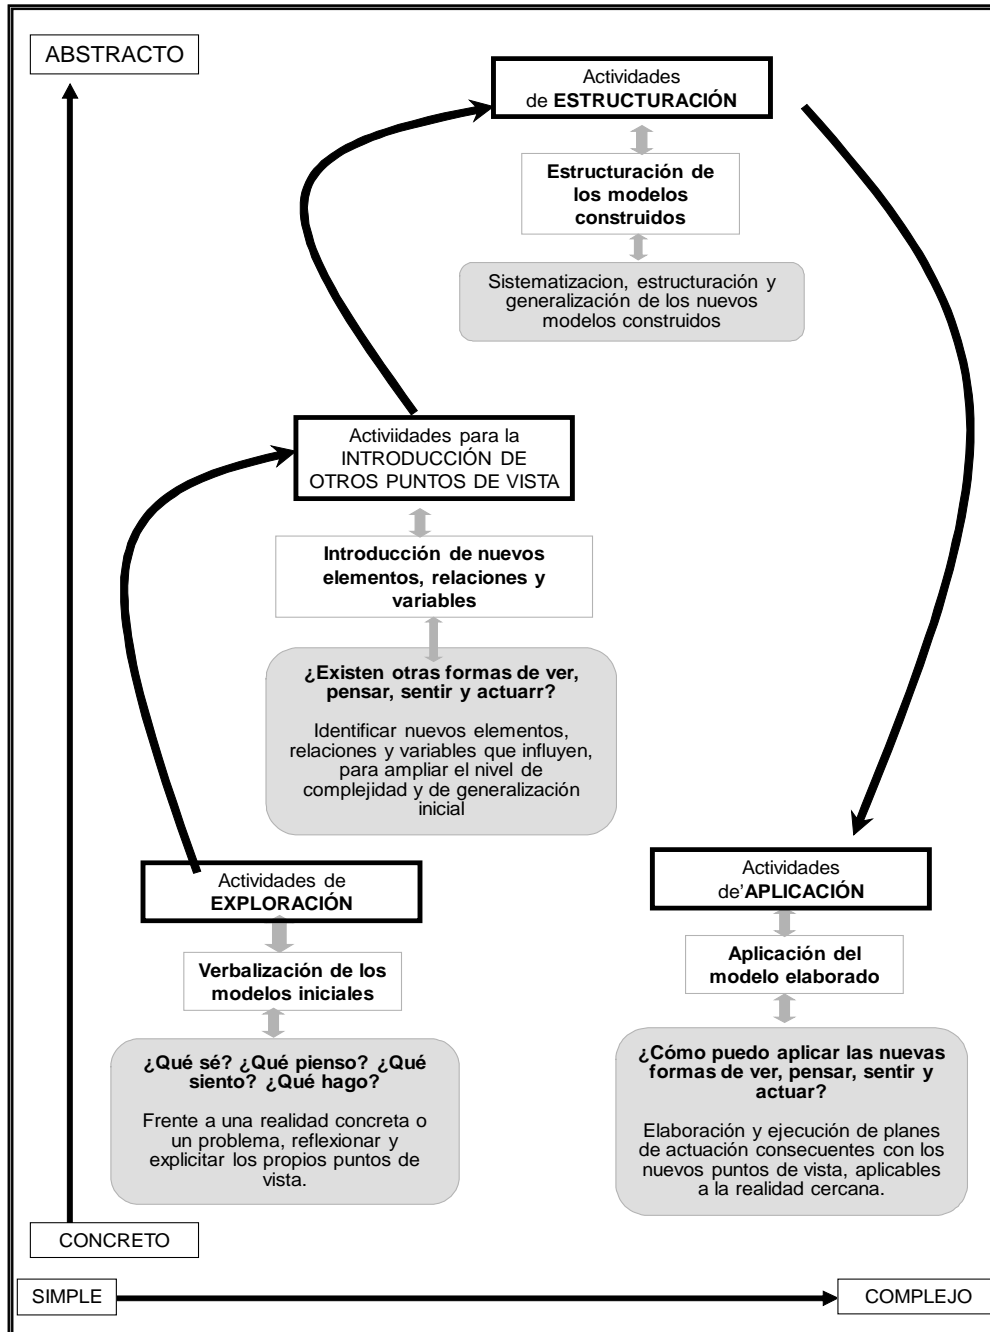 ABSTRACTO
Actividades
de ESTRUCTURACIÓN
Estructuración de
los modelos
construidos
Sistematizacion, estructuración y
generalización de los nuevos
modelos construidos
Activiidades para la
INTRODUCCIÓN DE
OTROS PUNTOS DE VISTA
Introducción de nuevos
elementos, relaciones y
variables
¿Existen otras formas de ver,
pensar, sentir y actuarr?
Identificar nuevos elementos,
relaciones y variables que influyen,
para ampliar el nivel de
complejidad y de generalización
inicial
Actividades de
EXPLORACIÓN
Verbalización de los
modelos iniciales
¿Qué sé? ¿Qué pienso? ¿Qué
siento? ¿Qué hago?
Frente a una realidad concreta o
un problema, reflexionar y
explicitar los propios puntos de
vista.
Actividades
de'APLICACIÓN
Aplicación del
modelo elaborado
¿Cómo puedo aplicar las nuevas
formas de ver, pensar, sentir y
actuar?
Elaboración y ejecución de planes
de actuación consecuentes con los
nuevos puntos de vista, aplicables
a la realidad cercana.
CONCRETO
SIMPLE
COMPLEJO